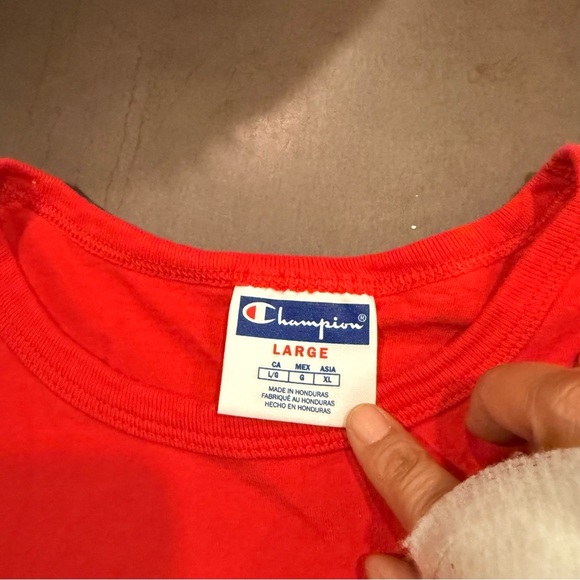 Champion®
LARGE
CA MEX ASIA
L/G G XL
MADE IN HONDURAS
FABRIQUÉ AU HONDURAS
HECHO EN HONDURAS